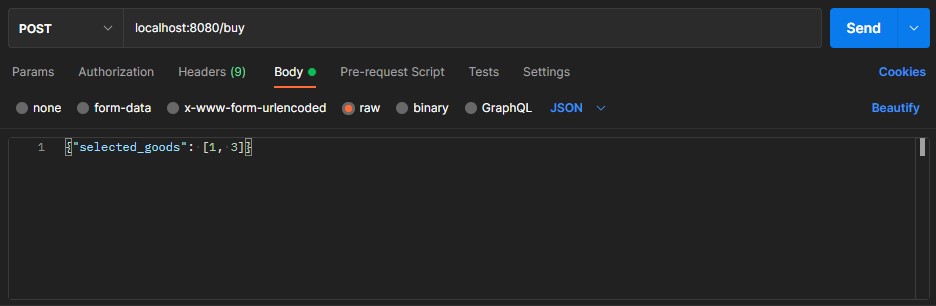 POST localhost:8080/buy Send
Params Authorization Headers (9) Body Pre-request Script Tests Settings Cookies
none form-data x-www-form-urlencoded raw binary GraphQL JSON Beautify
1 {"selected_goods": [1, 3]}